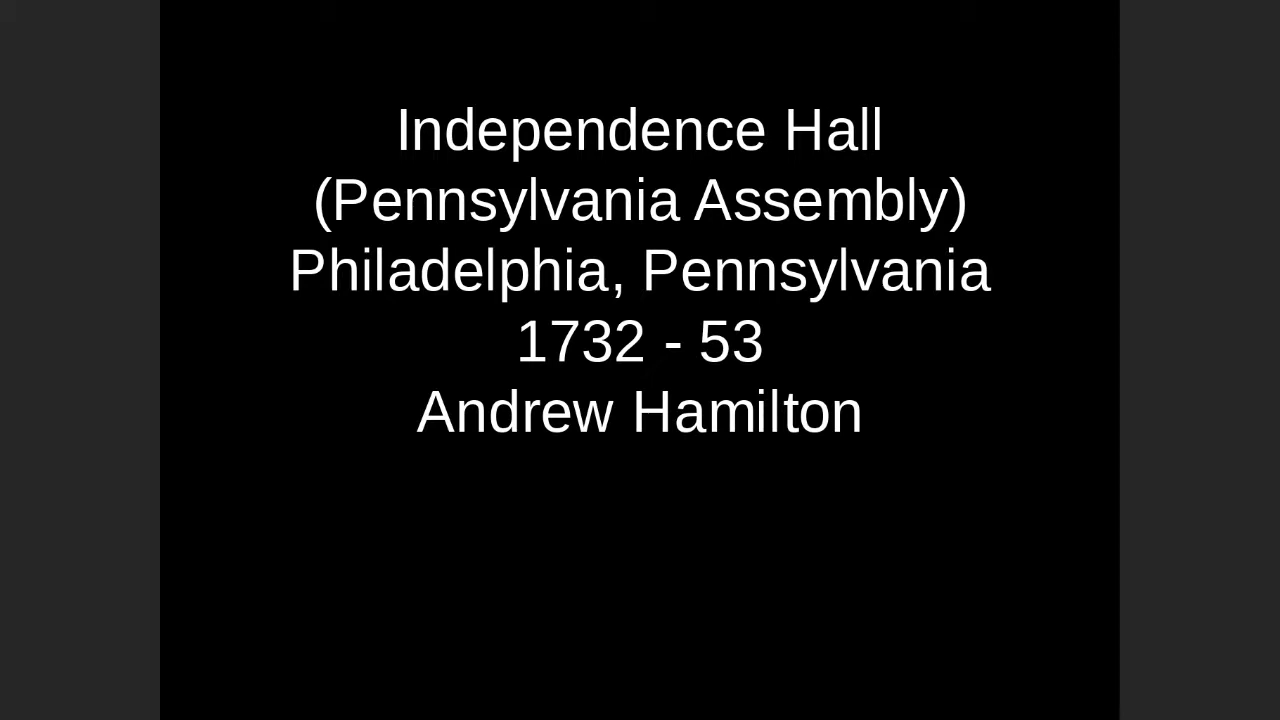 Independence Hall
(Pennsylvania Assembly)
Philadelphia, Pennsylvania
1732 - 53
Andrew Hamilton